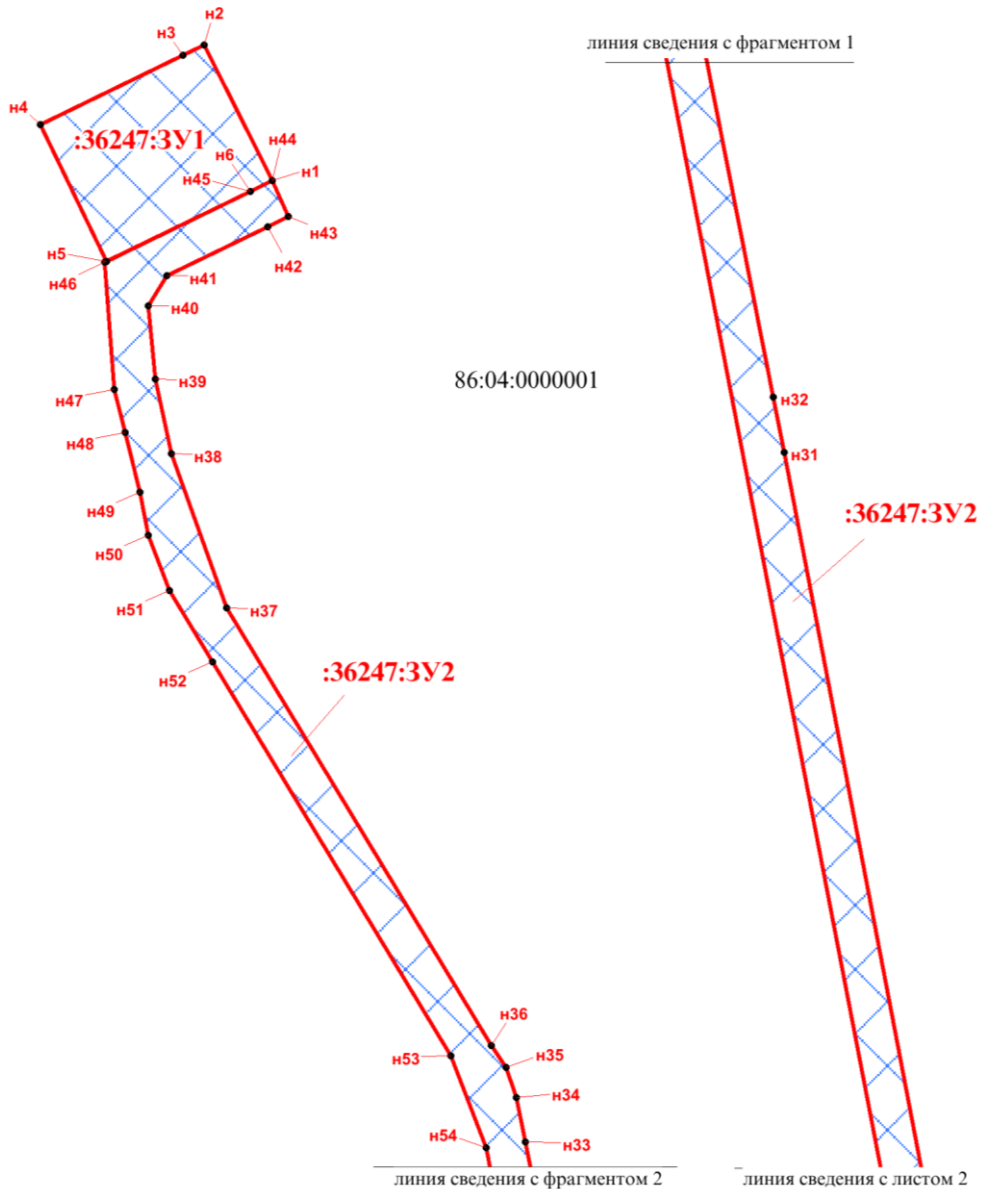 н2
н3
линия сведения с фрагментом 1
н4
:36247:ЗУ1
н44
н6
н45
н1
н43
н5
н42
н46
н41
н40
н39
86:04:0000001
н47
н32
н48
н38
н31
н49
:36247:ЗУ2
н50
н51
н37
н52
:36247:ЗУ2
н36
н53
н35
н34
н54
н33
линия сведения с фрагментом 2
линия сведения с листом 2